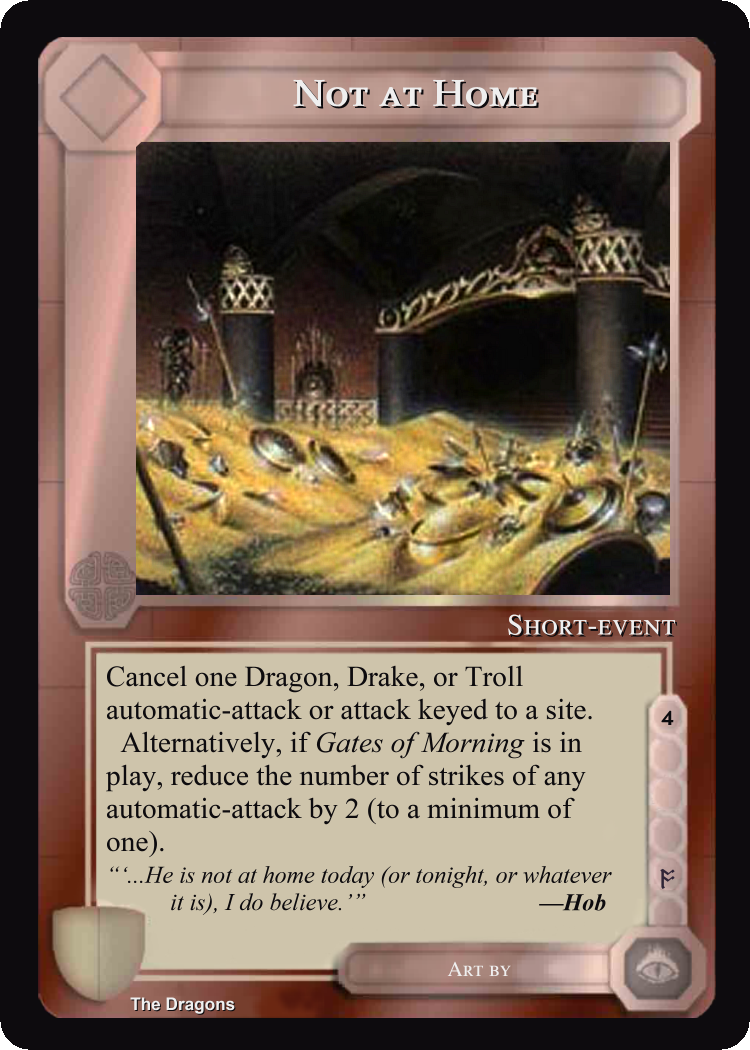 Not at Home
Short-event
Cancel one Dragon, Drake, or Troll
automatic-attack or attack keyed to a site.
Alternatively, if Gates of Morning is in
play, reduce the number of strikes of any
automatic-attack by 2 (to a minimum of
one).
4
“‘...He is not at home today (or tonight, or whatever
it is), I do believe.’” —Hob
ᚩ
Art by
The Dragons